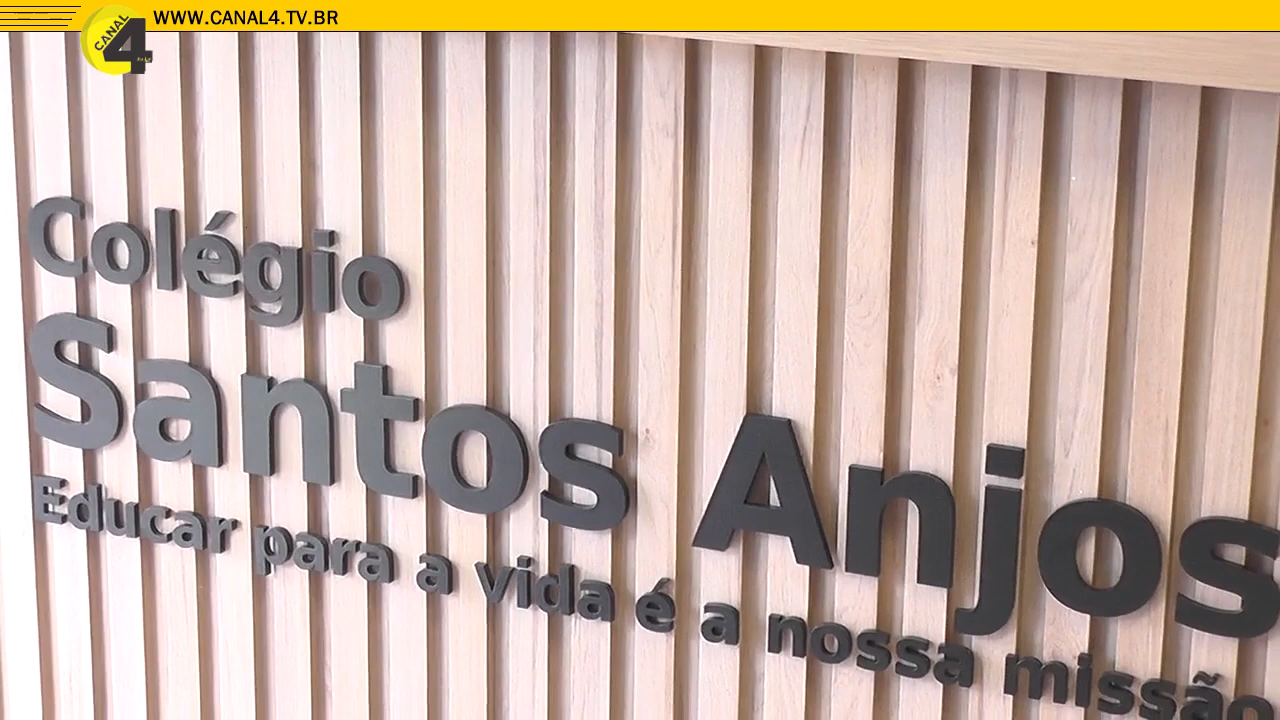 WWW.CANAL4.TV.BR
CANAL
4
Colégio
Santos Anjos
Educar para a vida é a nossa missão